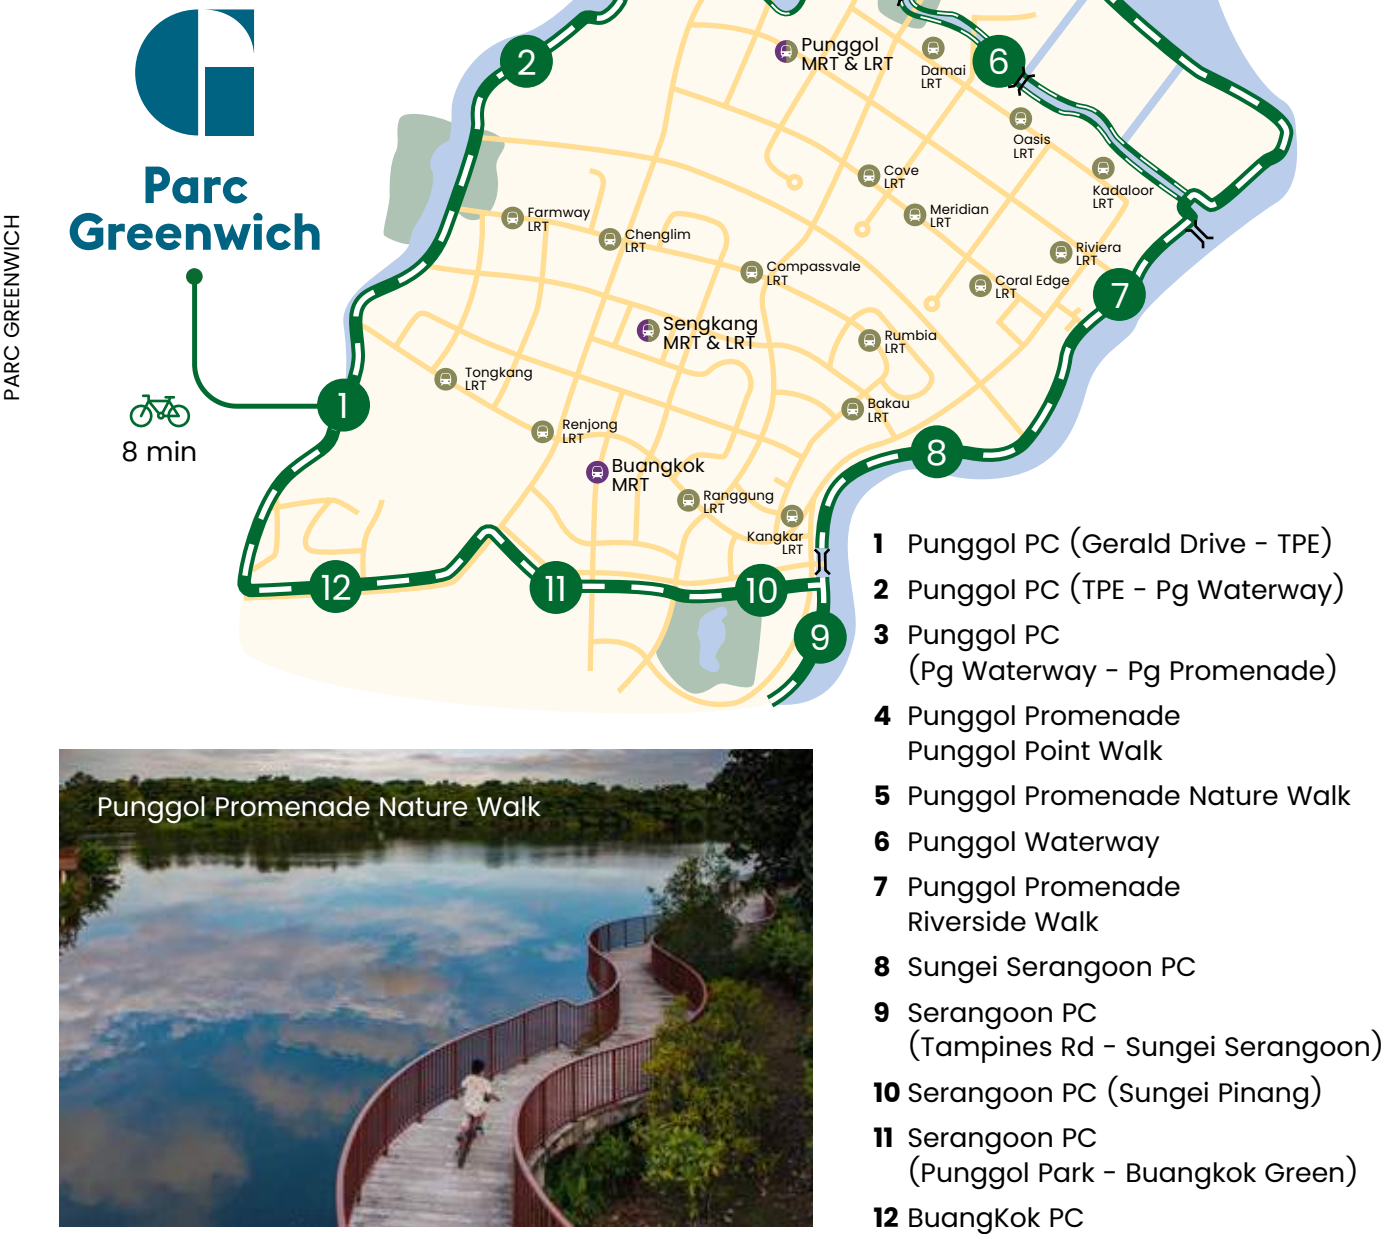 PARC GREENWICH
Parc
Greenwich
8 min
1
2
6
7
8
9
10
11
12
Punggol
MRT & LRT
Damai
LRT
Oasis
LRT
Kadaloor
LRT
Cove
LRT
Meridian
LRT
Riviera
LRT
Coral Edge
LRT
Farmway
LRT
Chenglim
LRT
Compassvale
LRT
Sengkang
MRT & LRT
Rumbia
LRT
Tongkang
LRT
Bakau
LRT
Renjong
LRT
Buangkok
MRT
Ranggung
LRT
Kangkar
LRT
Punggol Promenade Nature Walk
1 Punggol PC (Gerald Drive - TPE)
2 Punggol PC (TPE - Pg Waterway)
3 Punggol PC
(Pg Waterway - Pg Promenade)
4 Punggol Promenade
Punggol Point Walk
5 Punggol Promenade Nature Walk
6 Punggol Waterway
7 Punggol Promenade
Riverside Walk
8 Sungei Serangoon PC
9 Serangoon PC
(Tampines Rd - Sungei Serangoon)
10 Serangoon PC (Sungei Pinang)
11 Serangoon PC
(Punggol Park - Buangkok Green)
12 BuangKok PC